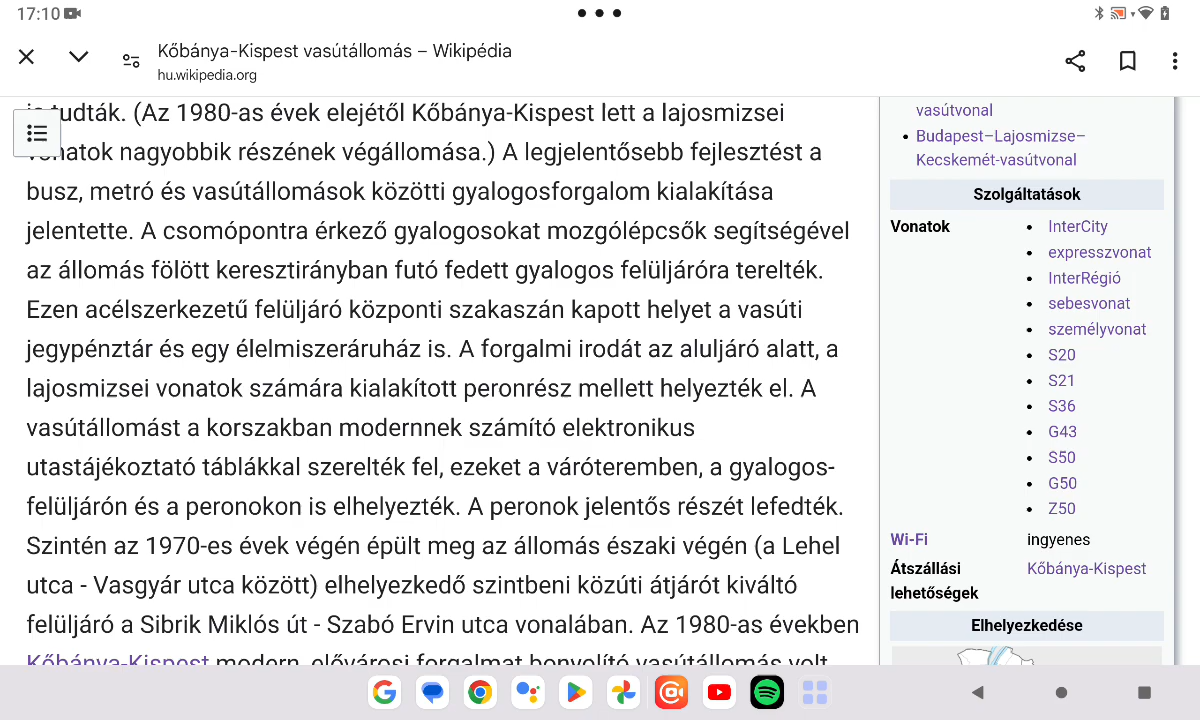 17:10
Kőbánya-Kispest vasútállomás – Wikipédia
hu.wikipedia.org
tudták. (Az 1980-as évek elejétől Kőbánya-Kispest lett a lajosmizsei
vonatok nagyobbik részének végállomása.) A legjelentősebb fejlesztést a
busz, metró és vasútállomások közötti gyalogosforgalom kialakítása
jelentette. A csomópontra érkező gyalogosokat mozgólépcsők segítségével
az állomás fölött keresztirányban futó fedett gyalogos felüljáróra terelték.
Ezen acélszerkezetű felüljáró központi szakaszán kapott helyet a vasúti
jegypénztár és egy élelmiszeráruház is. A forgalmi irodát az aluljáró alatt, a
lajosmizsei vonatok számára kialakított peronrész mellett helyezték el. A
vasútállomást a korszakban modernnek számító elektronikus
utastájékoztató táblákkal szerelték fel, ezeket a váróteremben, a gyalogos-
felüljárón és a peronokon is elhelyezték. A peronok jelentős részét lefedték.
Szintén az 1970-es évek végén épült meg az állomás északi végén (a Lehel
utca - Vasgyár utca között) elhelyezkedő szintbeni közúti átjárót kiváltó
felüljáró a Sibrik Miklós út - Szabó Ervin utca vonalában. Az 1980-as években
Kőbánya-Kispest modern, elővárosi forgalmat bonyolító vasútállomás volt
vasútvonal
• Budapest–Lajosmizse–
Kecskemét-vasútvonal
Szolgáltatások
Vonatok
• InterCity
• expresszvonat
• InterRégió
• sebesvonat
• személyvonat
• S20
• S21
• S36
• G43
• S50
• G50
• Z50
Wi-Fi ingyenes
Átszállási Kőbánya-Kispest
lehetőségek
Elhelyezkedése